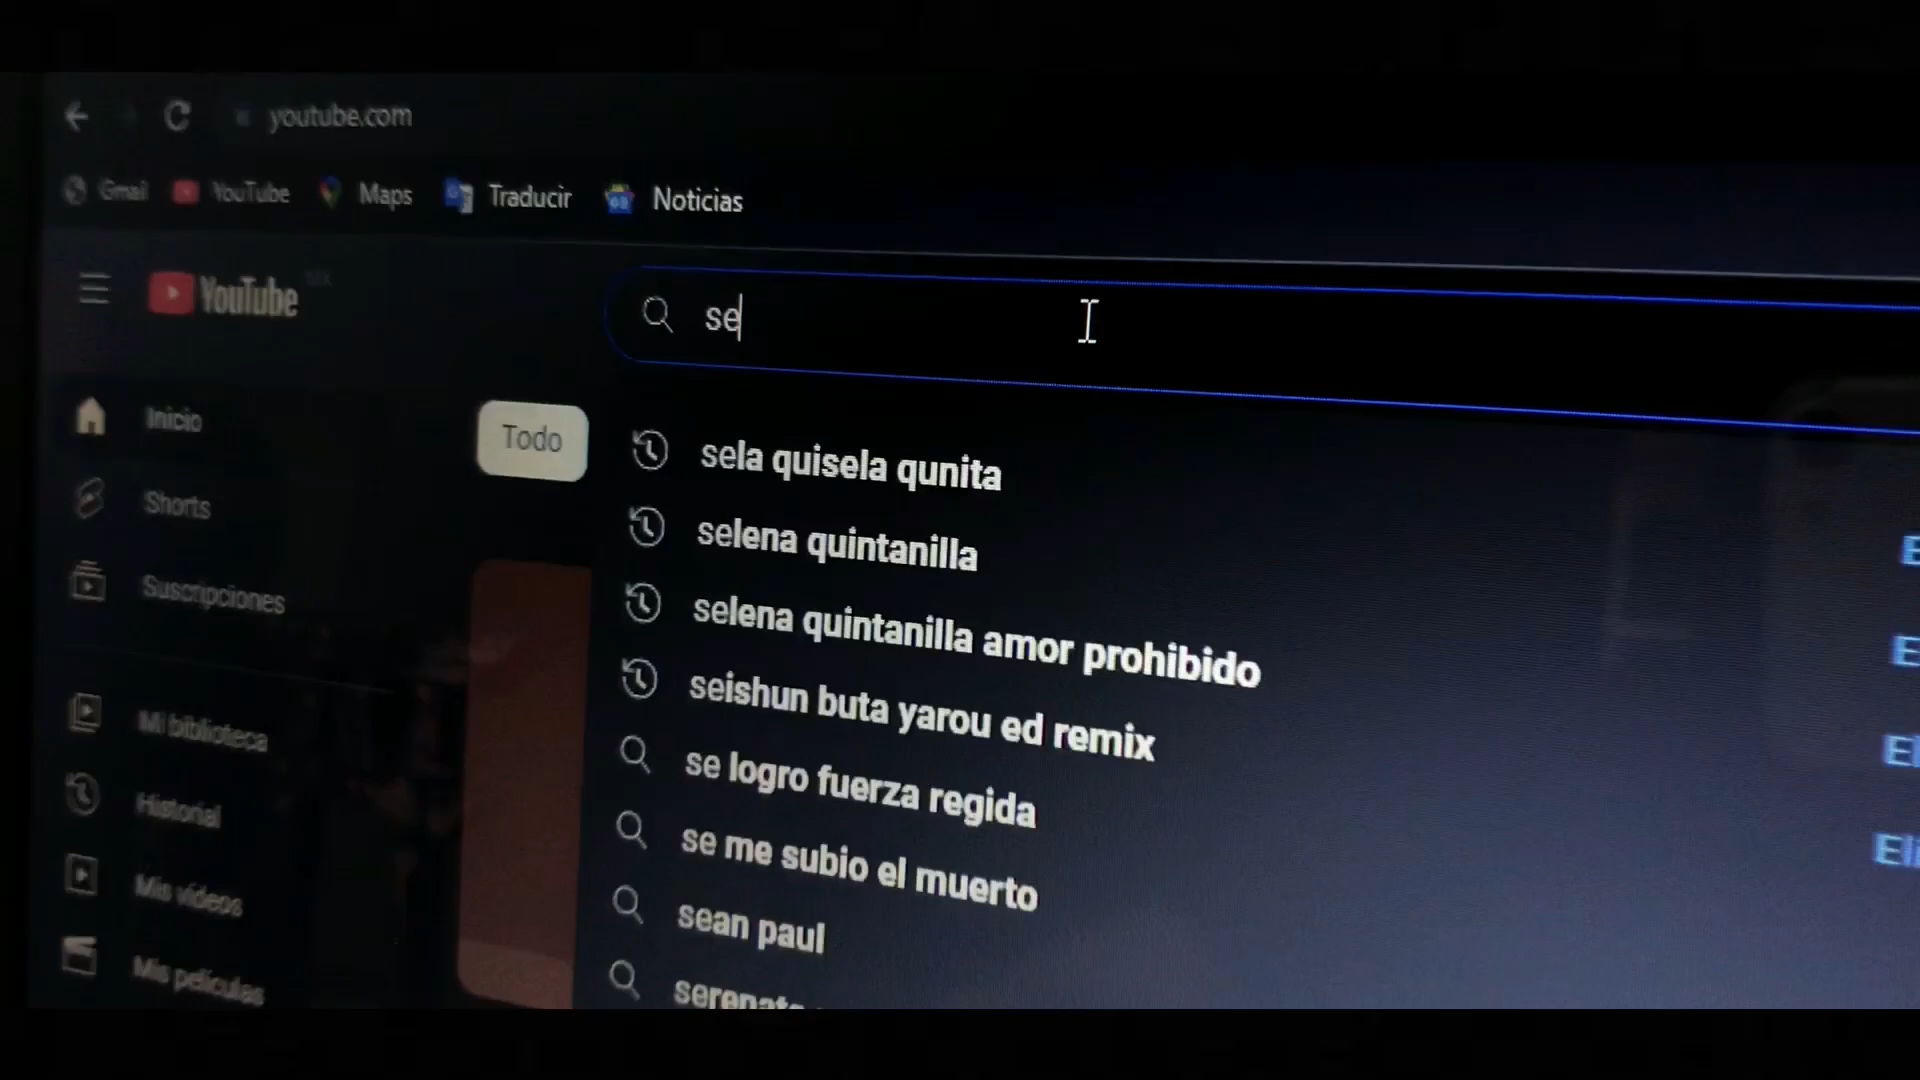 youtube.com
Gmail YouTube Maps Traducir Noticias
YouTube MX
se
Todo
Inicio
Shorts
Suscripciones
Mi biblioteca
Historial
Mis videos
Mis películas
sela quisela qunita
selena quintanilla
selena quintanilla amor prohibido
seishun buta yarou ed remix
se logro fuerza regida
se me subio el muerto
sean paul